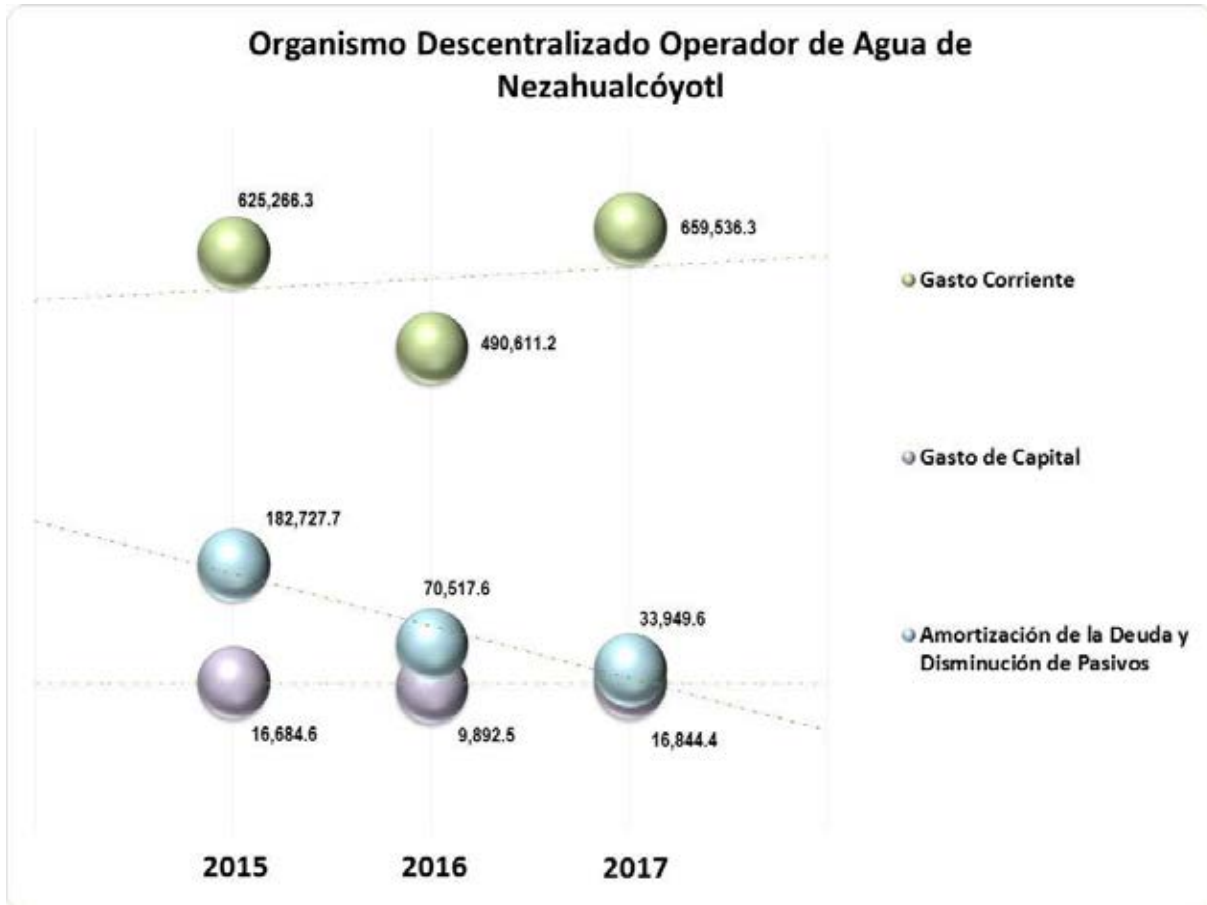 Organismo Descentralizado Operador de Agua de
Nezahualcóyotl
625,266.3
659,536.3
490,611.2
182,727.7
70,517.6
33,949.6
16,684.6
9,892.5
16,844.4
2015
2016
2017
Gasto Corriente
Gasto de Capital
Amortización de la Deuda y
Disminución de Pasivos